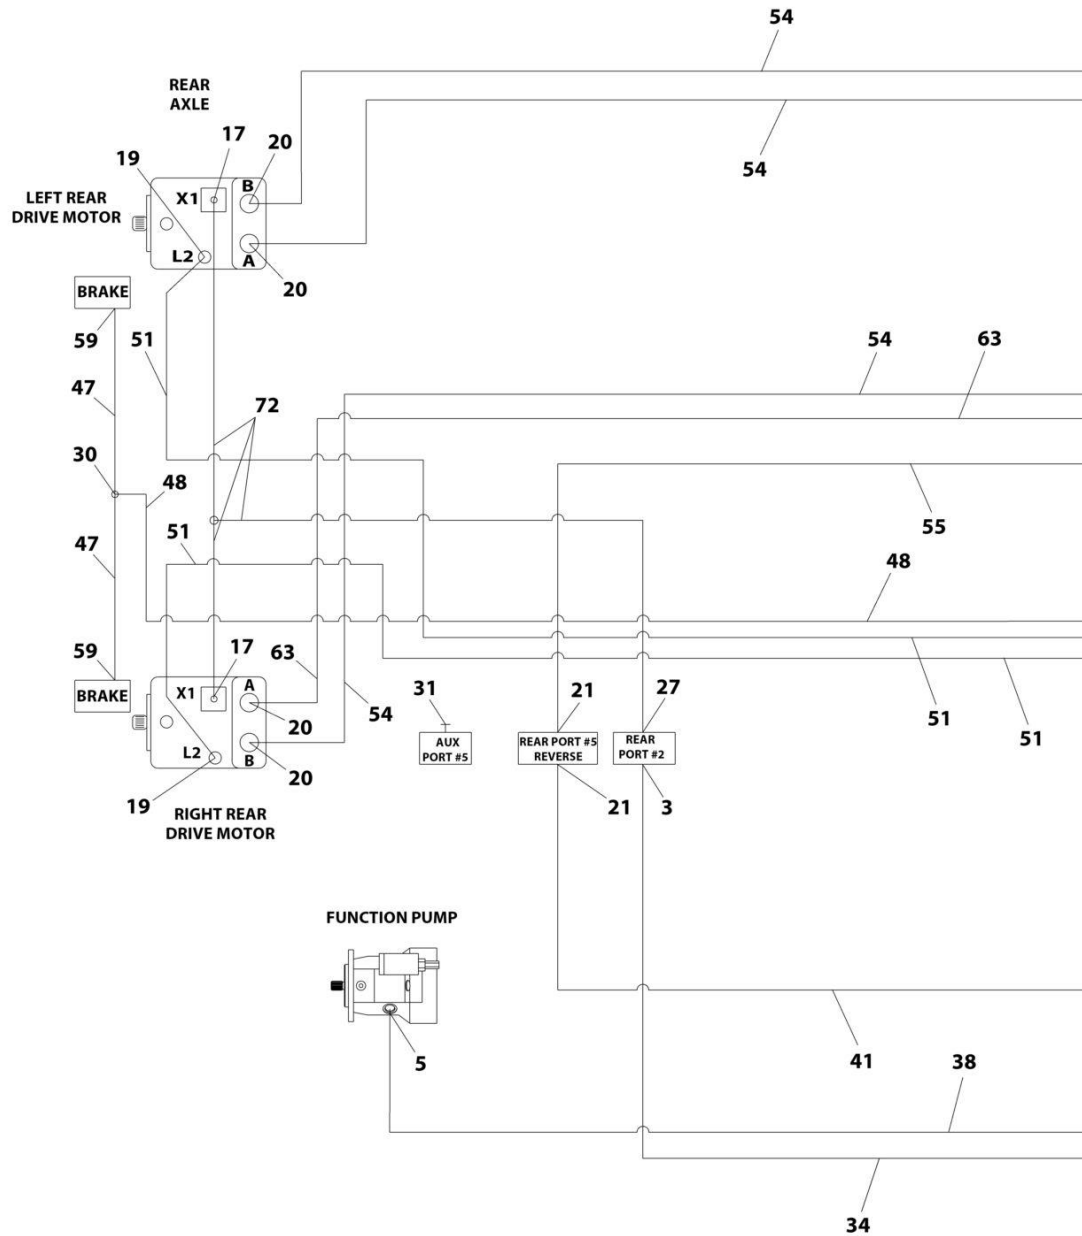 54
REAR
AXLE
17
20
19
54
B
X1
LEFT REAR
DRIVE MOTOR
L2
A
20
BRAKE
59
51
54
63
47
72
30
48
55
51
47
48
59
17
63
A
X1
31
21
27
54
BRAKE
20
51
51
AUX
PORT #5
REAR PORT #5
REVERSE
REAR
PORT #2
L2
B
20
19
21
3
RIGHT REAR
DRIVE MOTOR
FUNCTION PUMP
5
41
38
34